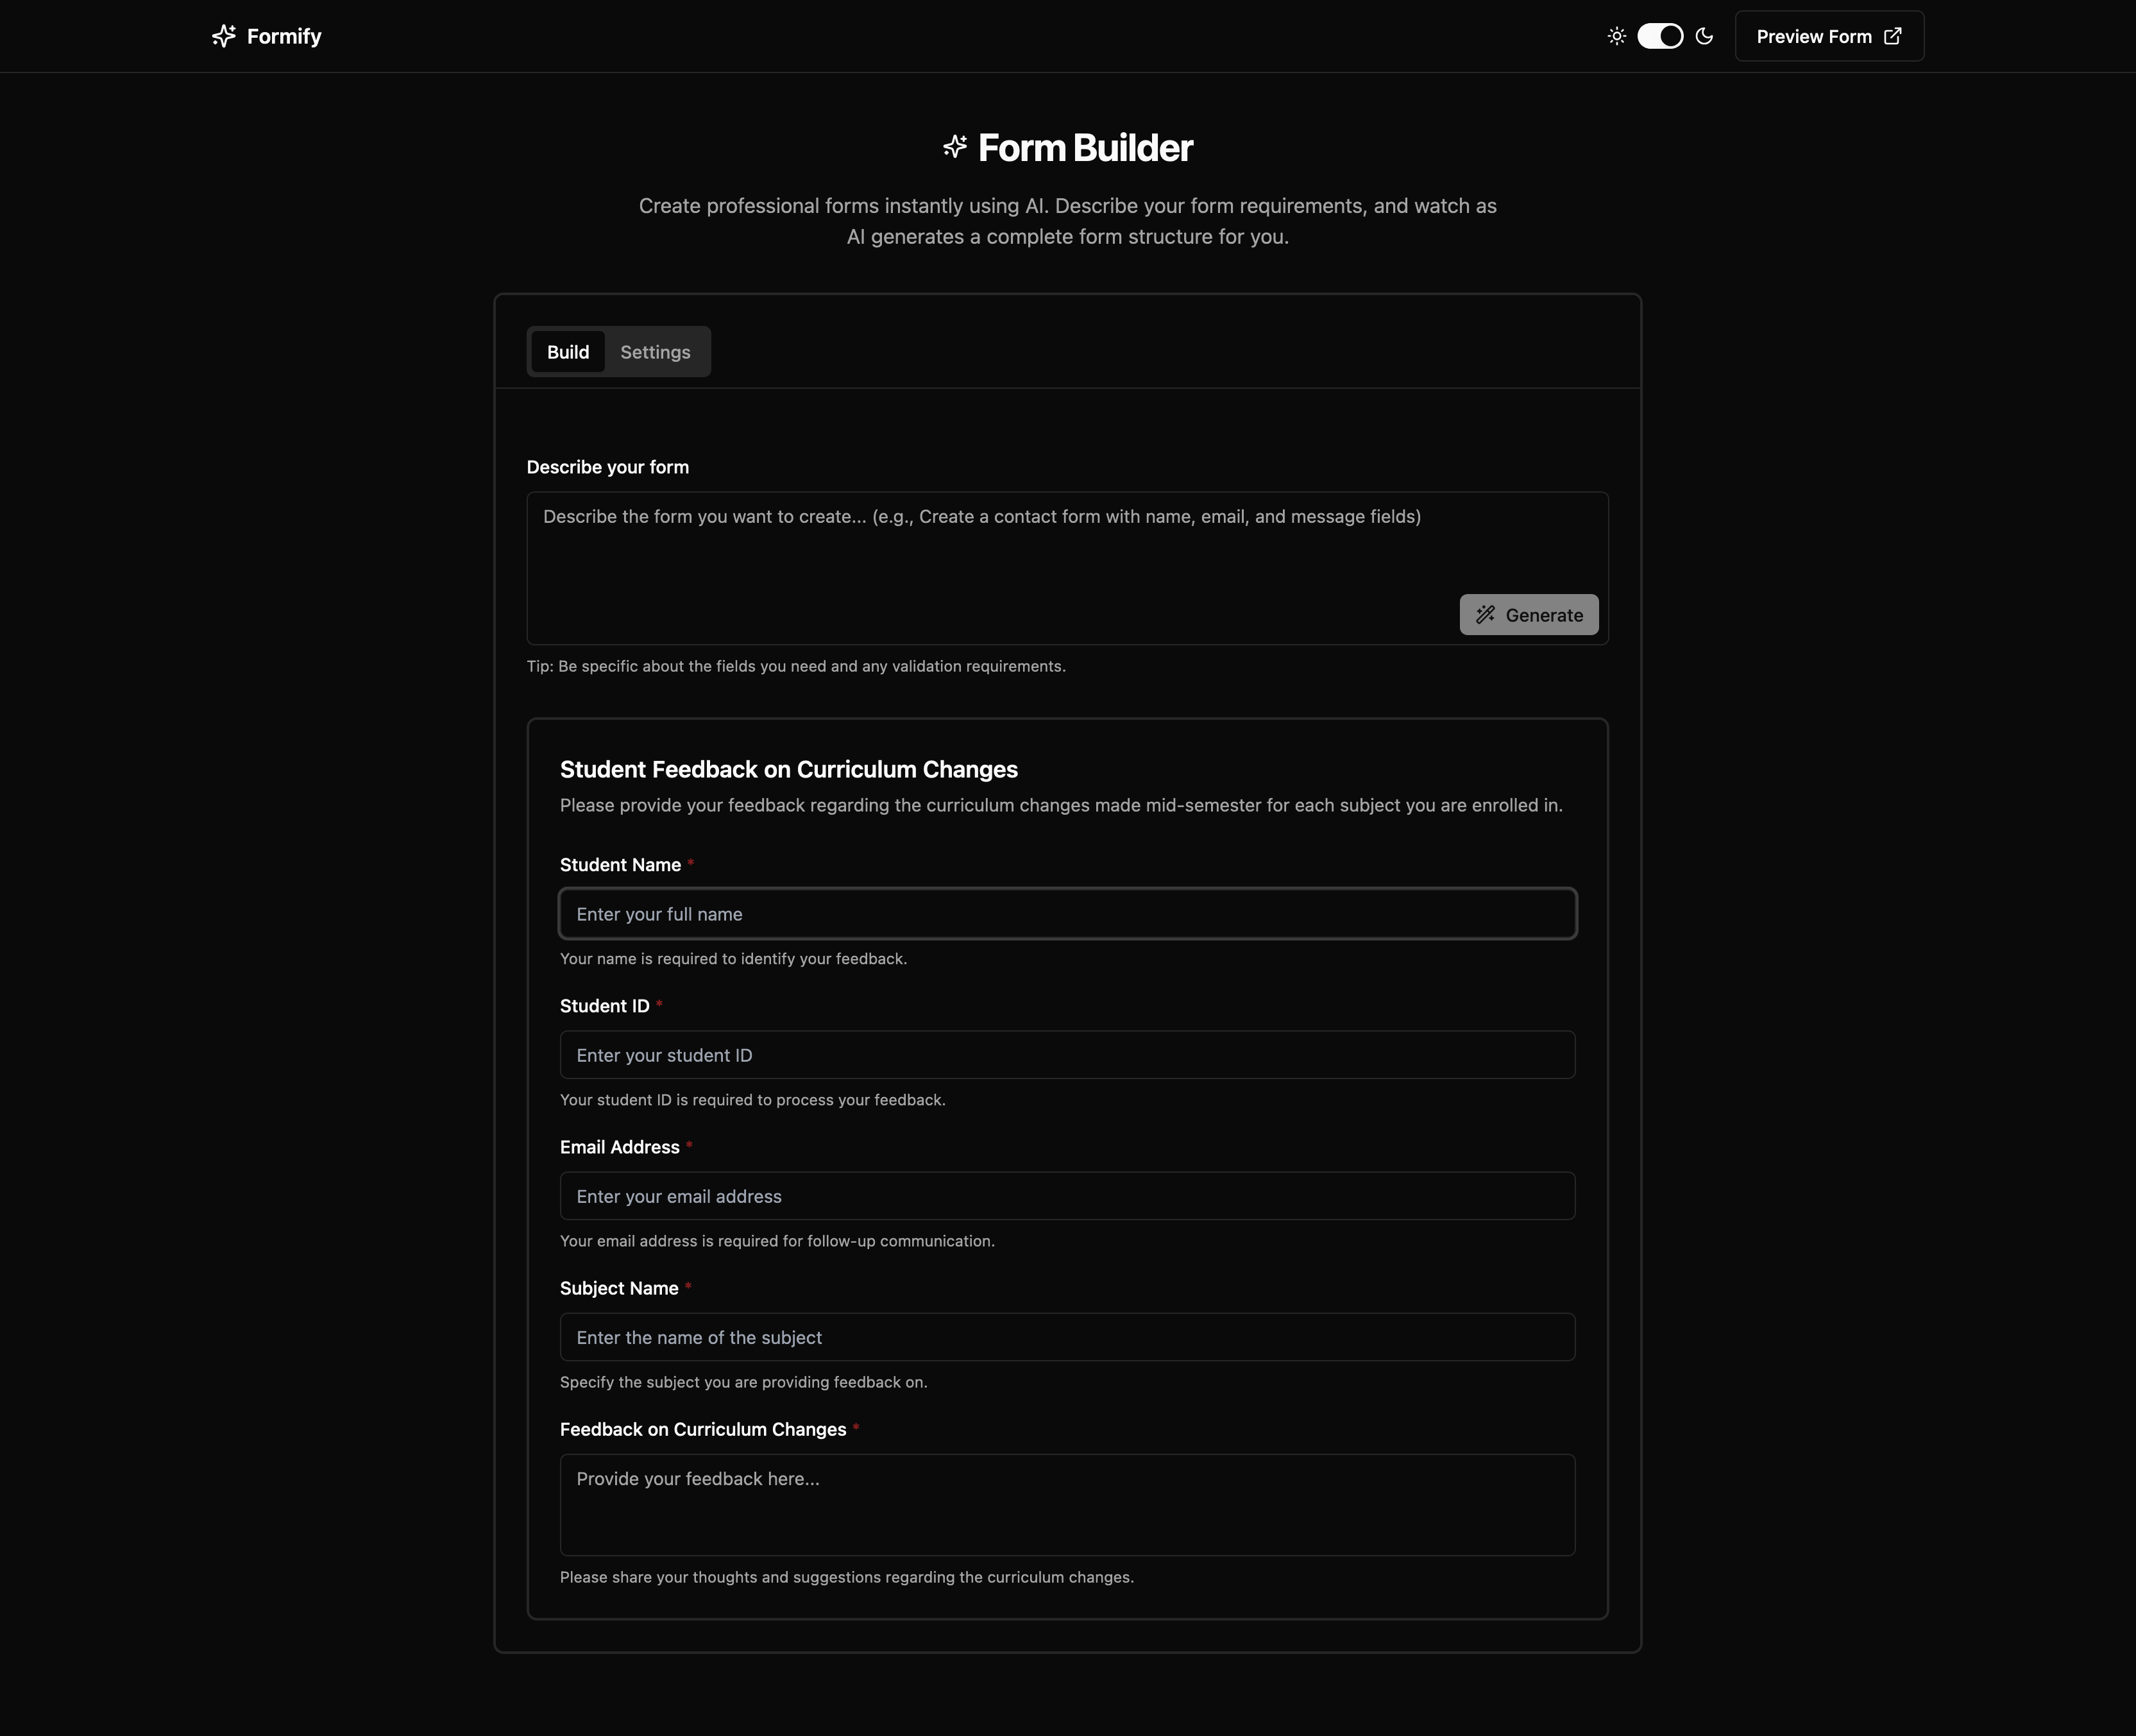 Formify
Preview Form
Form Builder
Create professional forms instantly using AI. Describe your form requirements, and watch as
AI generates a complete form structure for you.
Build Settings
Describe your form
Describe the form you want to create... (e.g., Create a contact form with name, email, and message fields)
Generate
Tip: Be specific about the fields you need and any validation requirements.
Student Feedback on Curriculum Changes
Please provide your feedback regarding the curriculum changes made mid-semester for each subject you are enrolled in.
Student Name *
Enter your full name
Your name is required to identify your feedback.
Student ID *
Enter your student ID
Your student ID is required to process your feedback.
Email Address *
Enter your email address
Your email address is required for follow-up communication.
Subject Name *
Enter the name of the subject
Specify the subject you are providing feedback on.
Feedback on Curriculum Changes *
Provide your feedback here...
Please share your thoughts and suggestions regarding the curriculum changes.